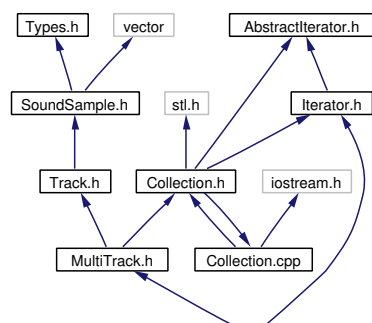 Types.h
vector
AbstractIterator.h
SoundSample.h
stl.h
Iterator.h
Track.h
Collection.h
iostream.h
MultiTrack.h
Collection.cpp